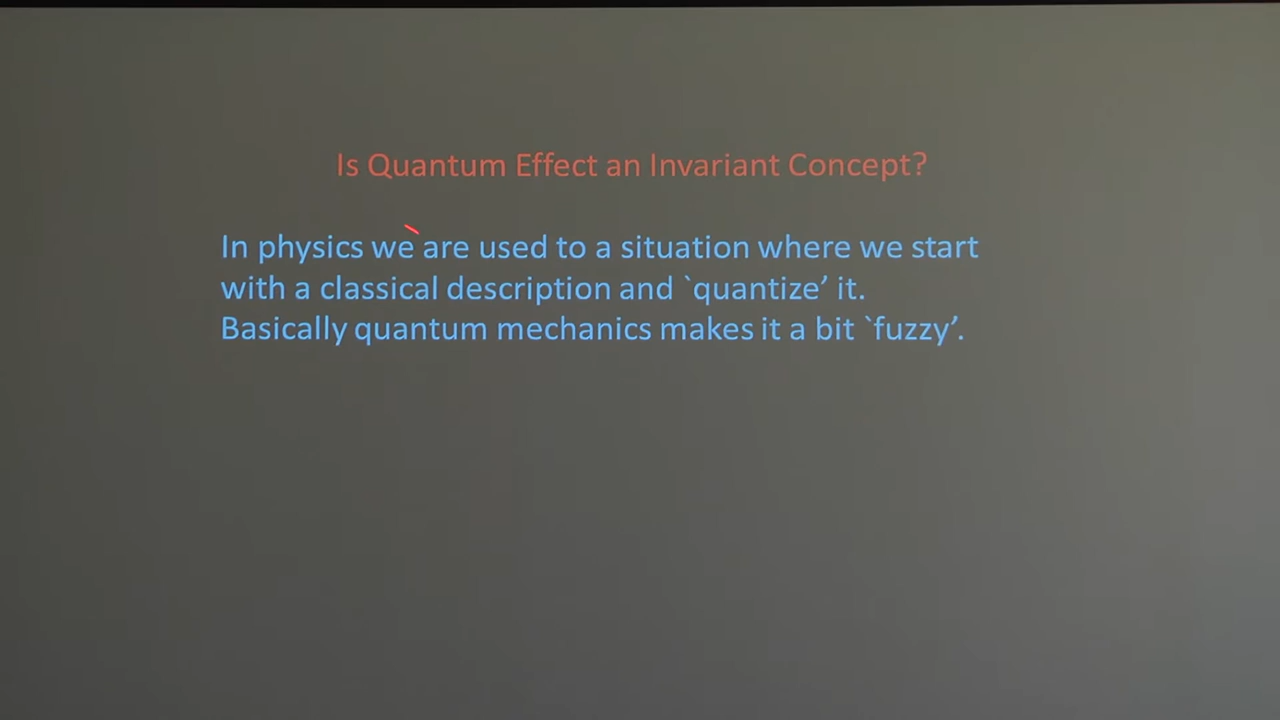 Is Quantum Effect an Invariant Concept?
In physics we are used to a situation where we start
with a classical description and `quantize’ it.
Basically quantum mechanics makes it a bit `fuzzy’.